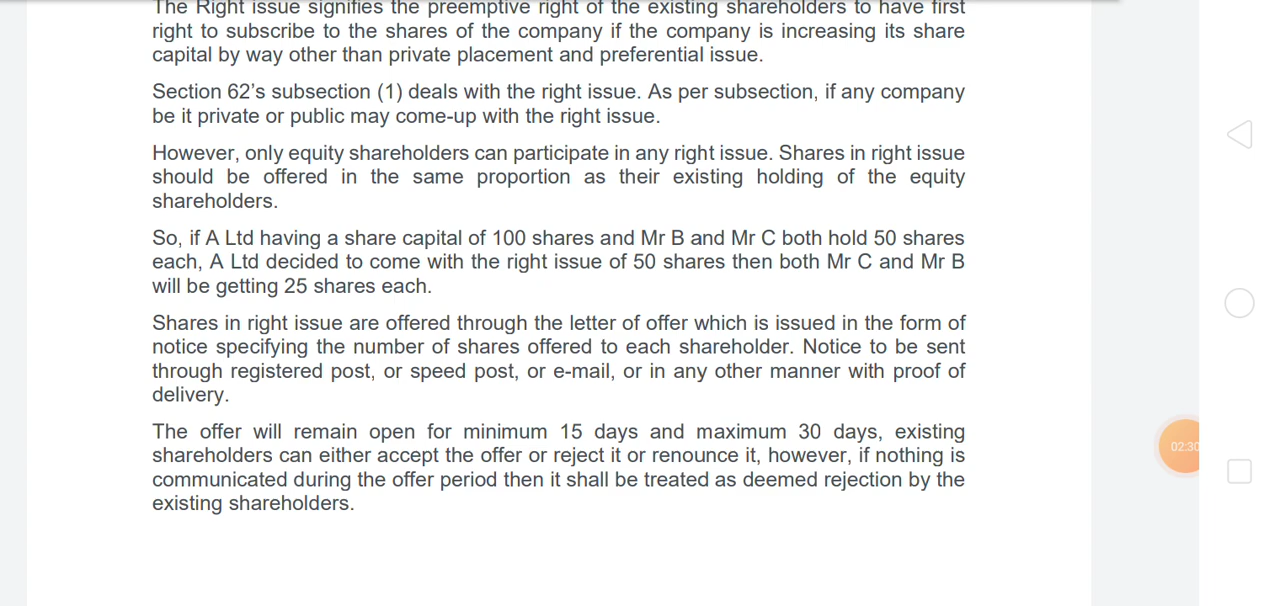 The Right issue signifies the preemptive right of the existing shareholders to have first
right to subscribe to the shares of the company if the company is increasing its share
capital by way other than private placement and preferential issue.
Section 62’s subsection (1) deals with the right issue. As per subsection, if any company
be it private or public may come-up with the right issue.
However, only equity shareholders can participate in any right issue. Shares in right issue
should be offered in the same proportion as their existing holding of the equity
shareholders.
So, if A Ltd having a share capital of 100 shares and Mr B and Mr C both hold 50 shares
each, A Ltd decided to come with the right issue of 50 shares then both Mr C and Mr B
will be getting 25 shares each.
Shares in right issue are offered through the letter of offer which is issued in the form of
notice specifying the number of shares offered to each shareholder. Notice to be sent
through registered post, or speed post, or e-mail, or in any other manner with proof of
delivery.
The offer will remain open for minimum 15 days and maximum 30 days, existing
shareholders can either accept the offer or reject it or renounce it, however, if nothing is
communicated during the offer period then it shall be treated as deemed rejection by the
existing shareholders.
02:30